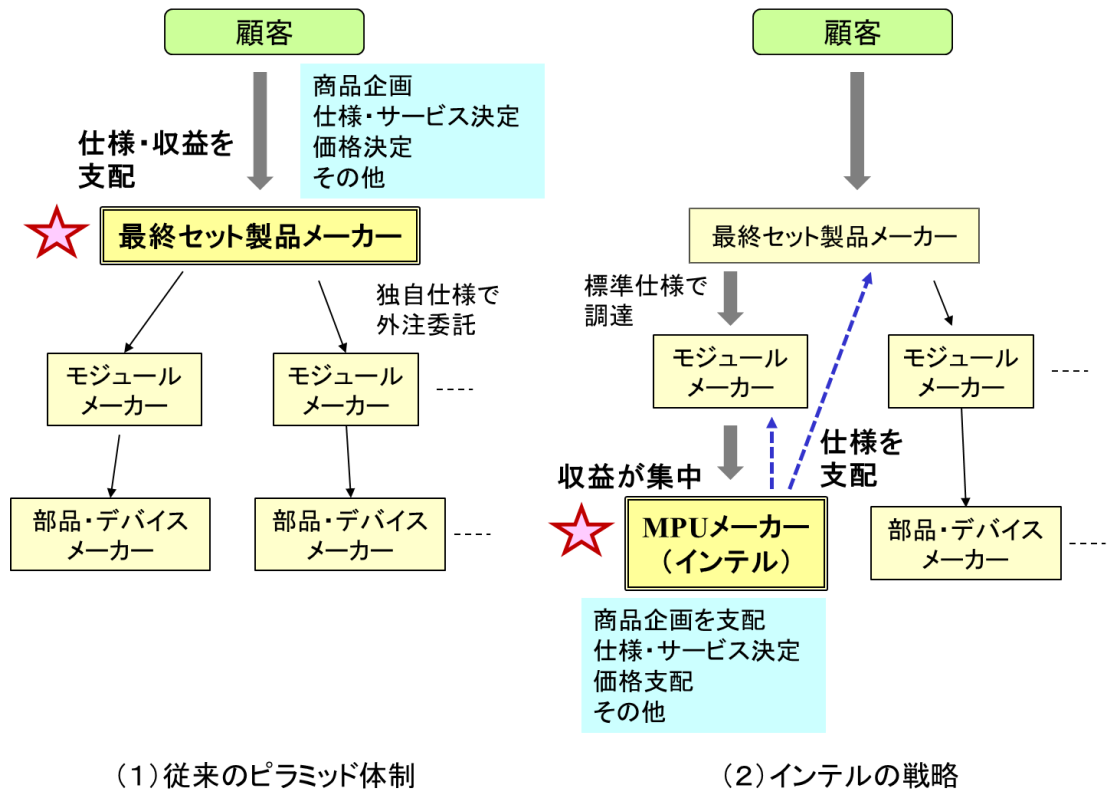 顧客
商品企画
仕様・サービス決定
価格決定
その他
仕様・収益を
支配
最終セット製品メーカー
独自仕様で
外注委託
モジュール
メーカー
モジュール
メーカー
部品・デバイス
メーカー
部品・デバイス
メーカー
(1)従来のピラミッド体制
顧客
最終セット製品メーカー
標準仕様で
調達
モジュール
メーカー
モジュール
メーカー
仕様を
支配
収益が集中
MPUメーカー
(インテル)
部品・デバイス
メーカー
商品企画を支配
仕様・サービス決定
価格支配
その他
(2)インテルの戦略